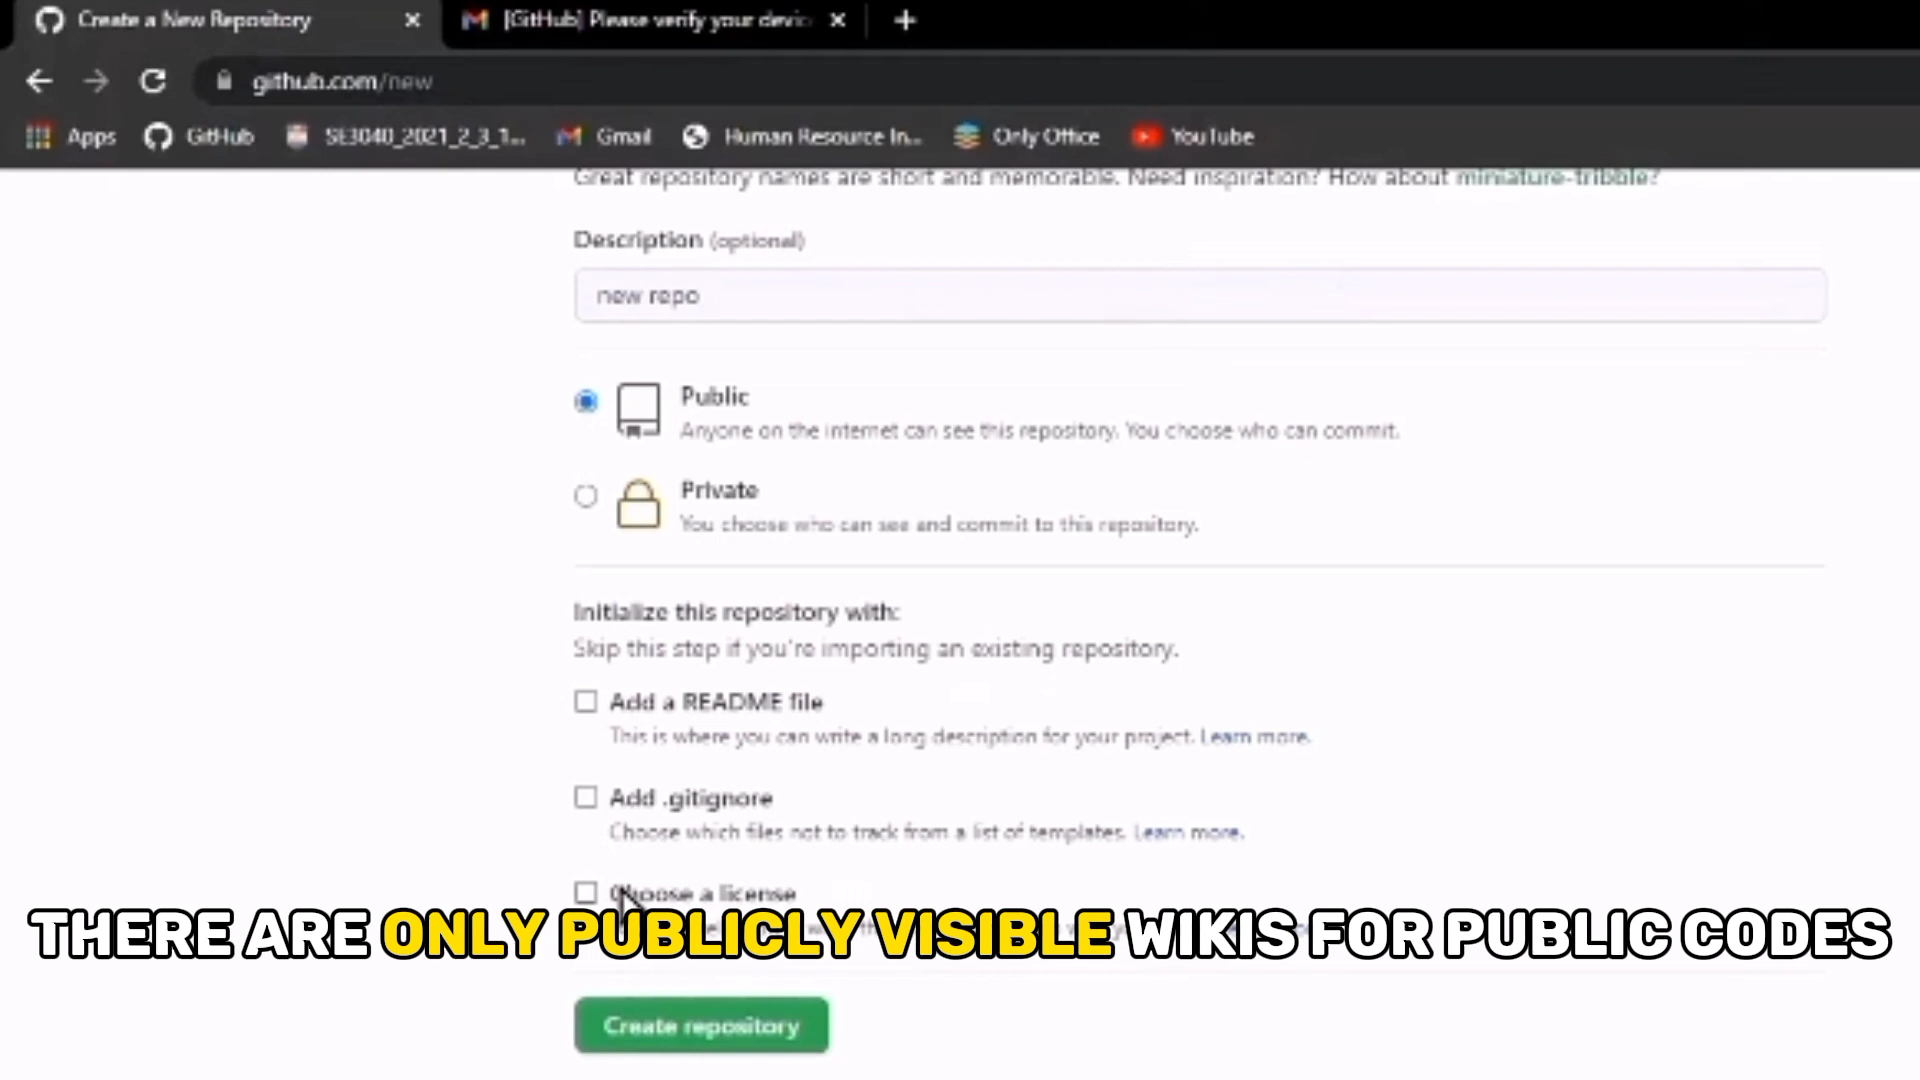 Create a New Repository
[GitHub] Please verify your devic
github.com/new
Apps GitHub SE3040_2021_2_3_1... Gmail Human Resource In... Only Office YouTube
Great repository names are short and memorable. Need inspiration? How about miniature-tribble?
Description (optional)
new repo
Public
Anyone on the internet can see this repository. You choose who can commit.
Private
You choose who can see and commit to this repository.
Initialize this repository with:
Skip this step if you're importing an existing repository.
Add a README file
This is where you can write a long description for your project. Learn more.
Add .gitignore
Choose which files not to track from a list of templates. Learn more.
Choose a license
THERE ARE ONLY PUBLICLY VISIBLE WIKIS FOR PUBLIC CODES
Create repository